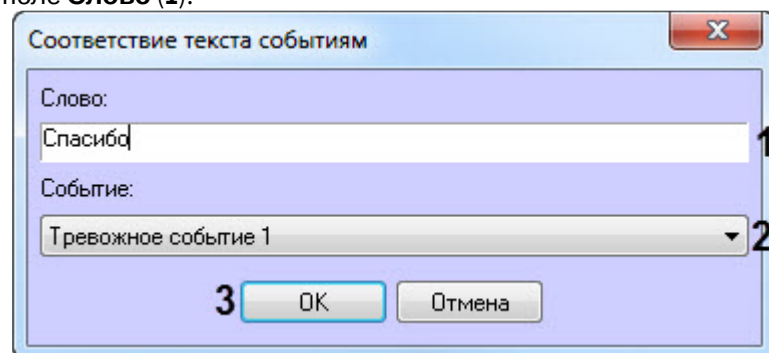 поле Слово (1).
Соответствие текста событиям
Слово:
Спасибо 1
Событие:
Тревожное событие 1 2
3 OK Отмена